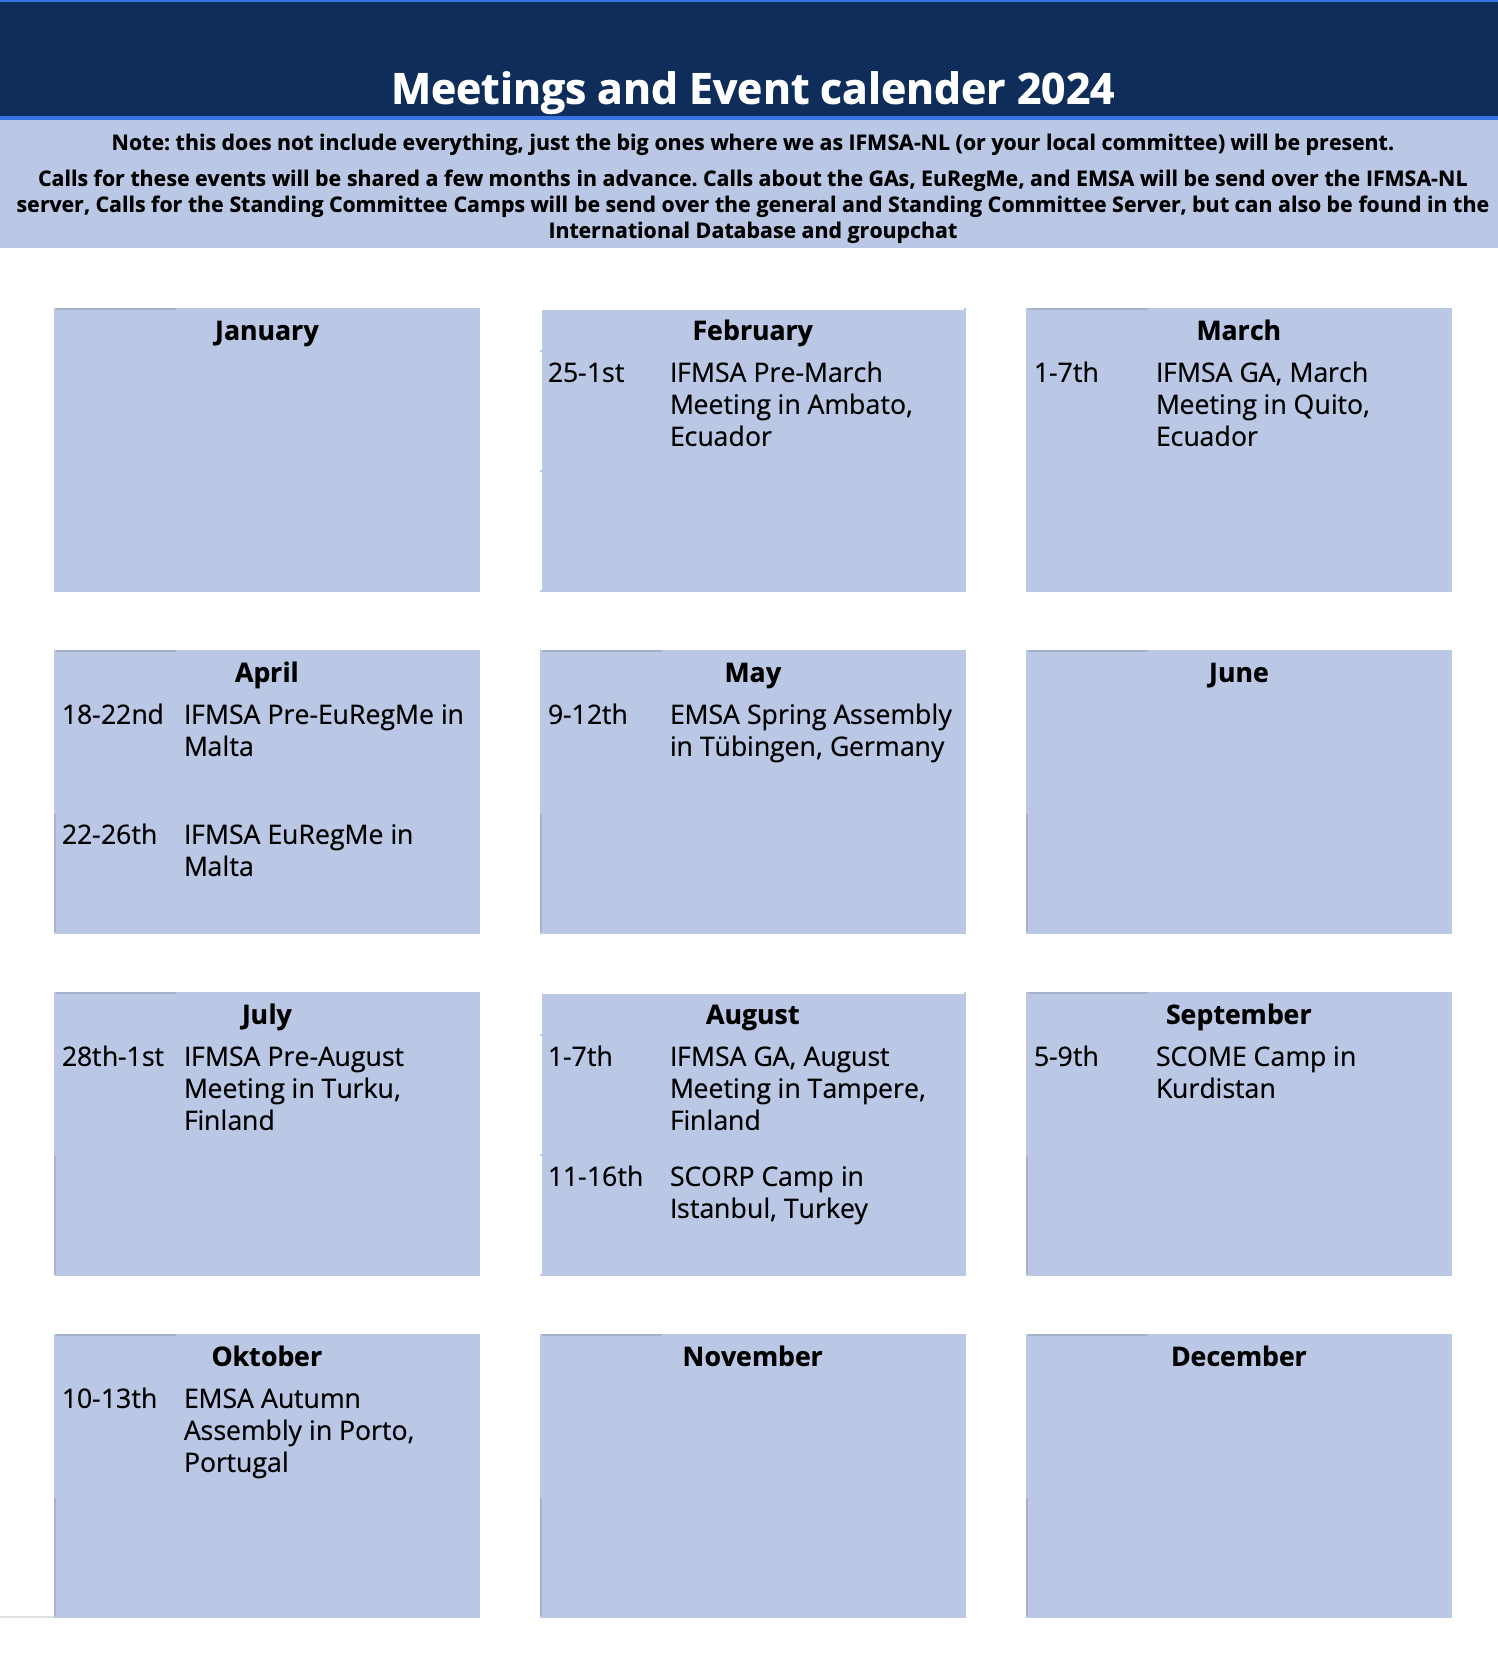 Meetings and Event calender 2024
Note: this does not include everything, just the big ones where we as IFMSA-NL (or your local committee) will be present.
Calls for these events will be shared a few months in advance. Calls about the GAs, EuRegMe, and EMSA will be send over the IFMSA-NL
server, Calls for the Standing Committee Camps will be send over the general and Standing Committee Server, but can also be found in the
International Database and groupchat
January
February
25-1st IFMSA Pre-March
Meeting in Ambato,
Ecuador
March
1-7th IFMSA GA, March
Meeting in Quito,
Ecuador
April
18-22nd IFMSA Pre-EuRegMe in
Malta
22-26th IFMSA EuRegMe in
Malta
May
9-12th EMSA Spring Assembly
in Tübingen, Germany
June
July
28th-1st IFMSA Pre-August
Meeting in Turku,
Finland
August
1-7th IFMSA GA, August
Meeting in Tampere,
Finland
11-16th SCORP Camp in
Istanbul, Turkey
September
5-9th SCOME Camp in
Kurdistan
Oktober
10-13th EMSA Autumn
Assembly in Porto,
Portugal
November
December